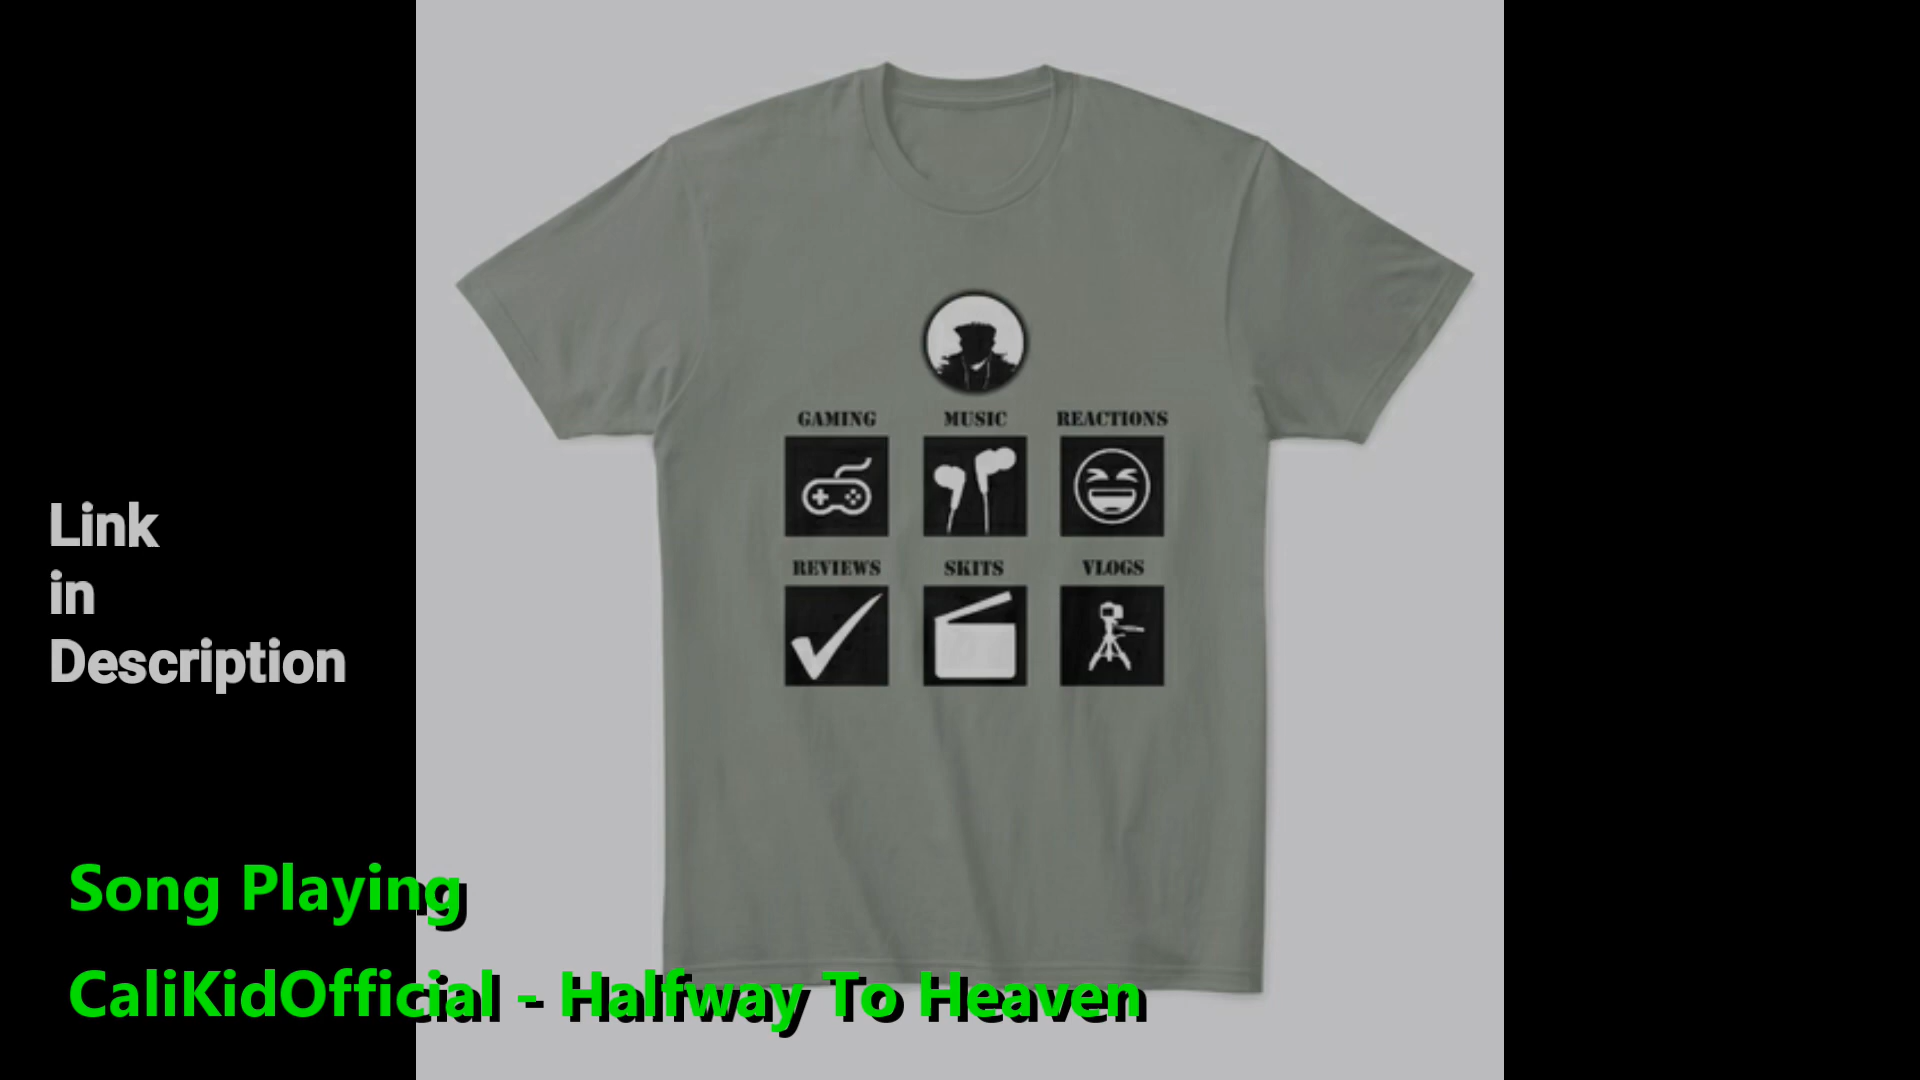 GAMING MUSIC REACTIONS
REVIEWS SKITS VLOGS
Link
in
Description
Song Playing
CaliKidOfficial - Halfway To Heaven